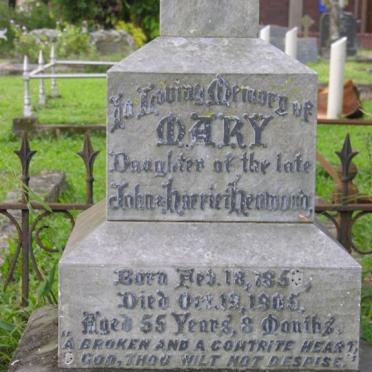 In Loving Memory of
MARY
Daughter of the late
John & Harriet Henwood
Born Feb. 18, 1850,
Died Oct. 19, 1905,
Aged 55 Years, 8 Months.
"A BROKEN AND A CONTRITE HEART,
O GOD, THOU WILT NOT DESPISE."